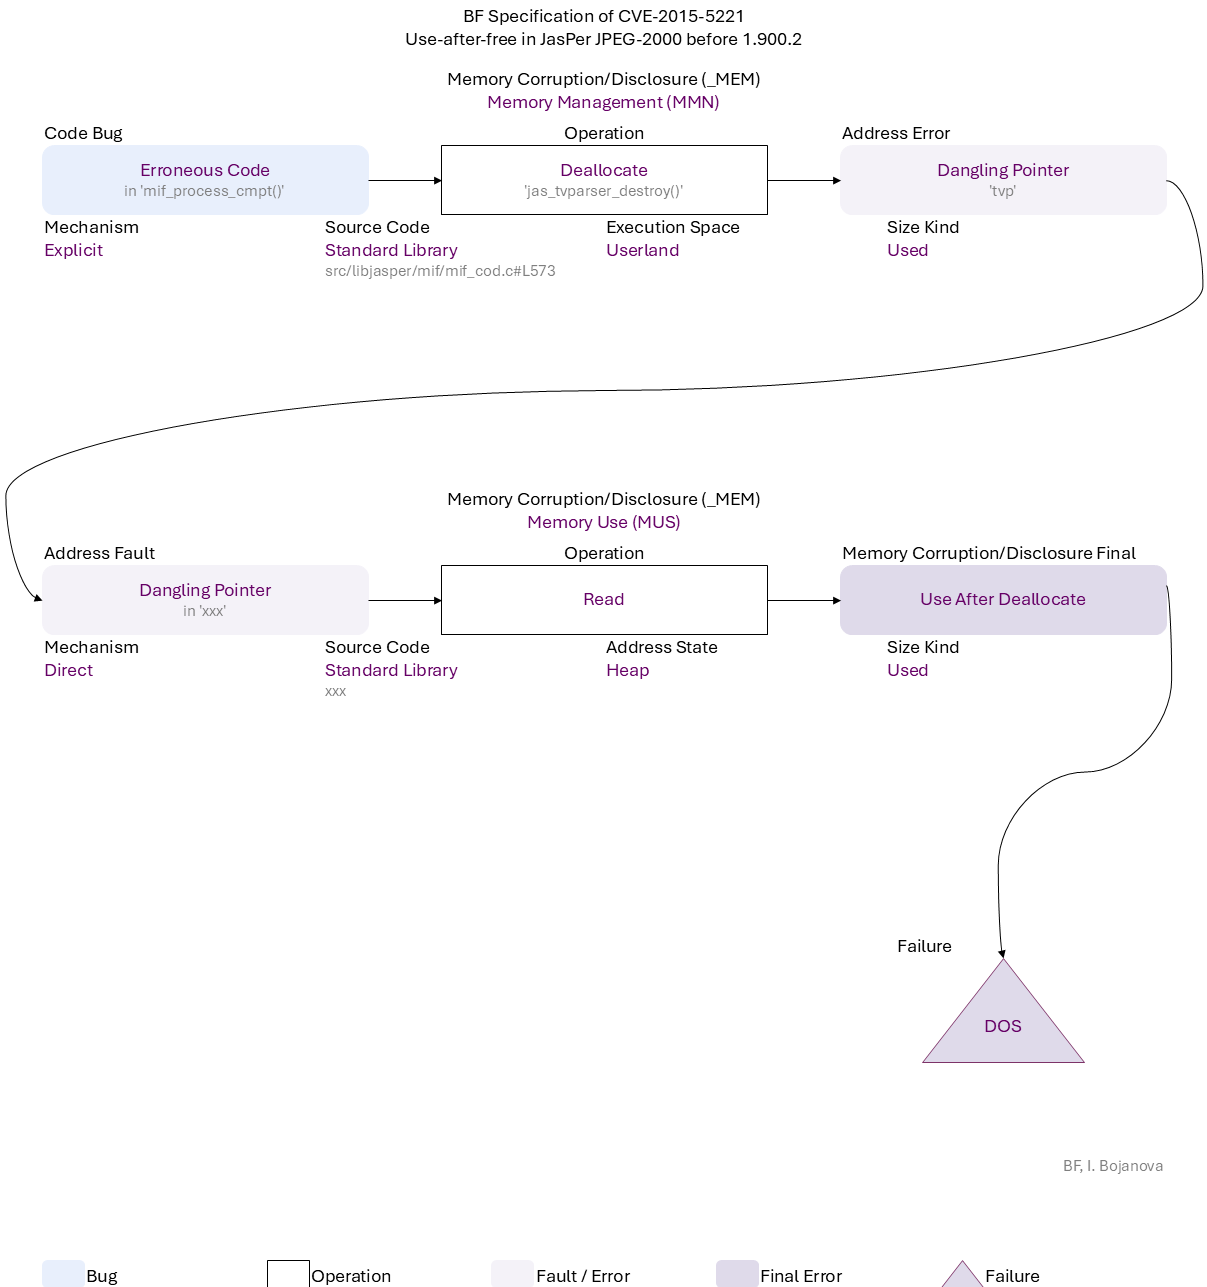 BF Specification of CVE-2015-5221
Use-after-free in JasPer JPEG-2000 before 1.900.2
Memory Corruption/Disclosure (_MEM)
Memory Management (MMN)
Code Bug
Operation
Address Error
Erroneous Code
in 'mif_process_cmpt()'
Deallocate
'jas_tvparser_destroy()'
Dangling Pointer
'tvp'
Mechanism
Explicit
Source Code
Standard Library
src/libjasper/mif/mif_cod.c#L573
Execution Space
Userland
Size Kind
Used
Memory Corruption/Disclosure (_MEM)
Memory Use (MUS)
Address Fault
Operation
Memory Corruption/Disclosure Final
Dangling Pointer
in 'xxx'
Read
Use After Deallocate
Mechanism
Direct
Source Code
Standard Library
xxx
Address State
Heap
Size Kind
Used
Failure
DOS
BF, I. Bojanova
Bug
Operation
Fault / Error
Final Error
Failure